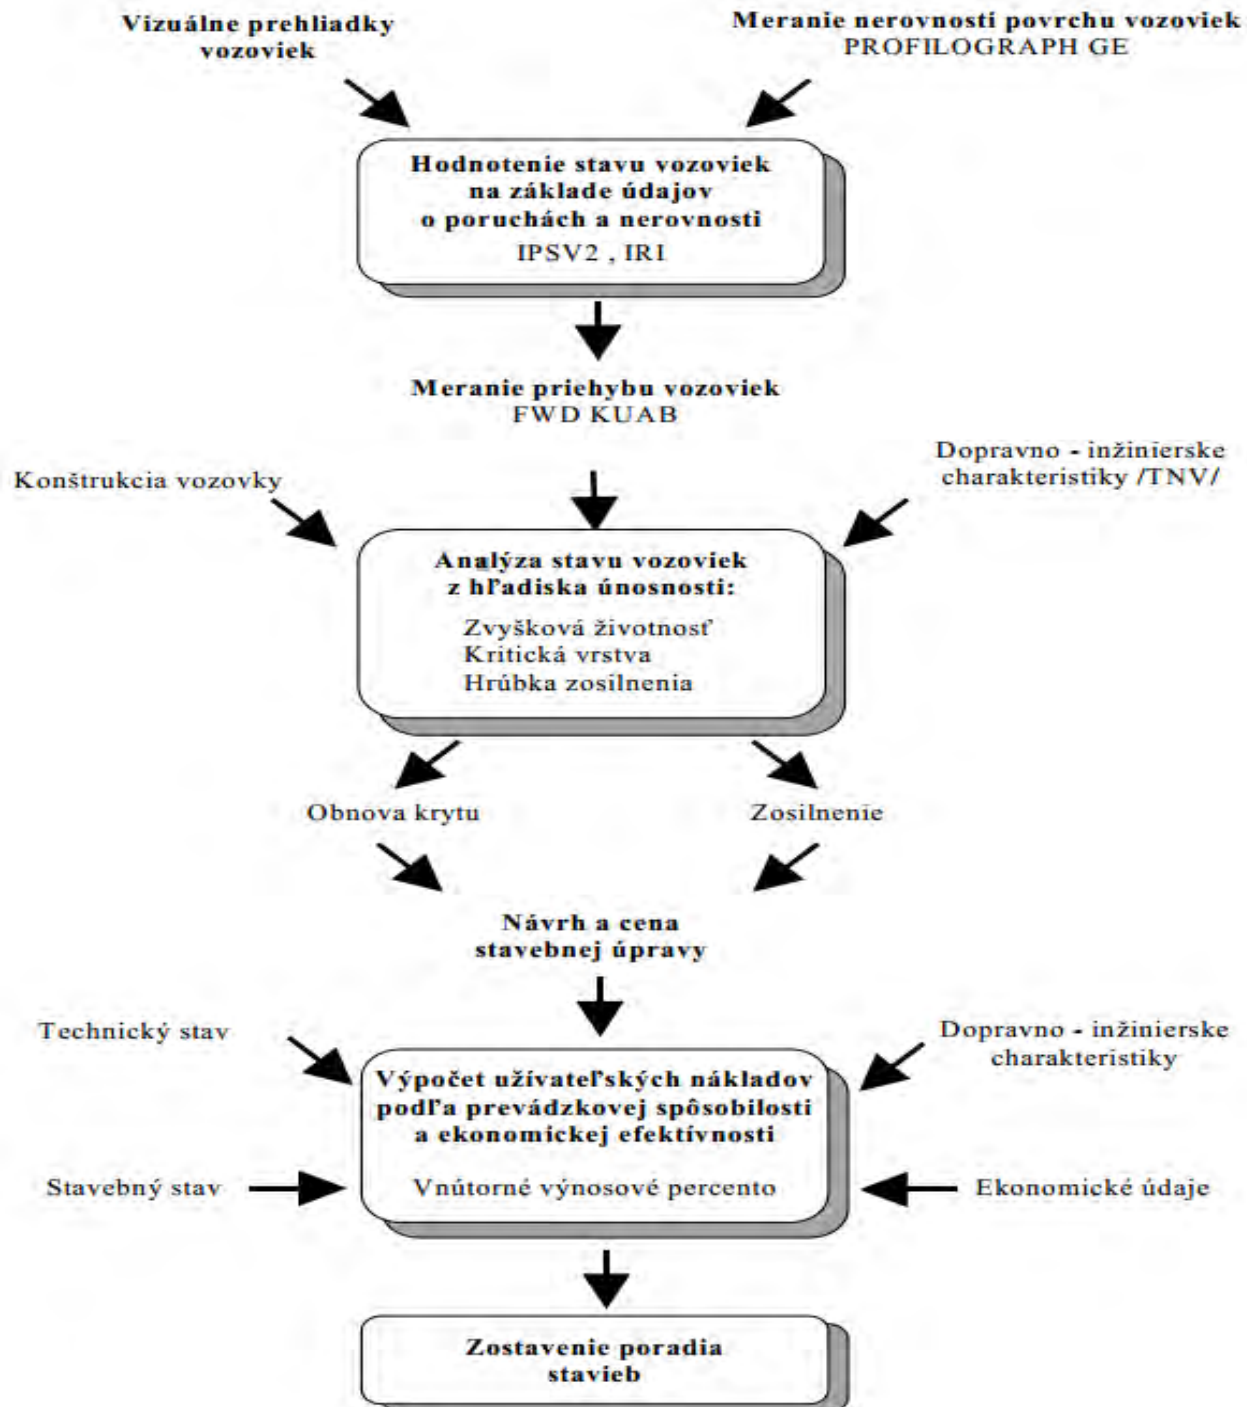 Vizuálne prehliadky
vozoviek
Meranie nerovnosti povrchu vozoviek
PROFILOGRAPH GE
Hodnotenie stavu vozoviek
na základe údajov
o poruchách a nerovnosti
IPSV2 , IRI
Meranie priehybu vozoviek
FWD KUAB
Konštrukcia vozovky
Dopravno - inžinierske
charakteristiky /TNV/
Analýza stavu vozoviek
z hľadiska únosnosti:
Zvyšková životnosť
Kritická vrstva
Hrúbka zosilnenia
Obnova krytu
Zosilnenie
Návrh a cena
stavebnej úpravy
Technický stav
Dopravno - inžinierske
charakteristiky
Výpočet užívateľských nákladov
podľa prevádzkovej spôsobilosti
a ekonomickej efektívnosti
Stavebný stav
Vnútorné výnosové percento
Ekonomické údaje
Zostavenie poradia
stavieb